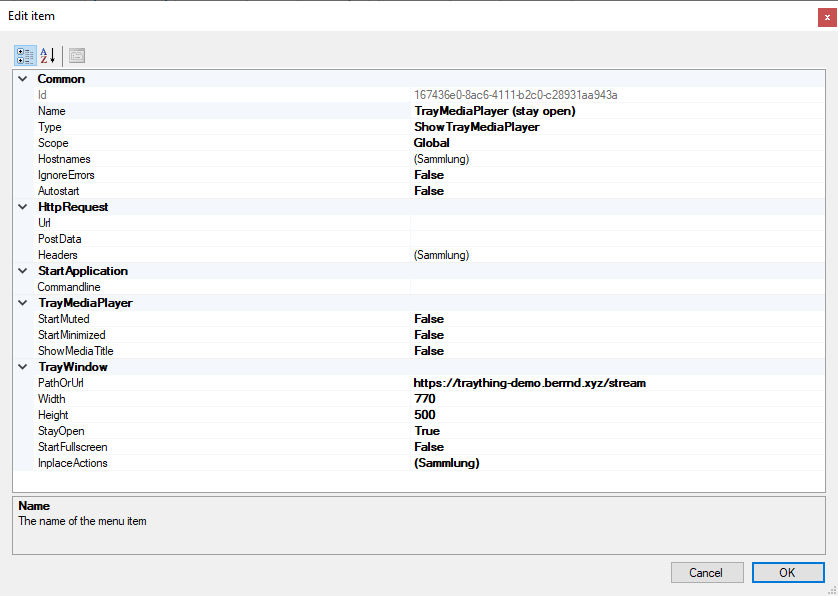 Edit item
x
A
Z
Common
Id 167436e0-8ac6-4111-b2c0-c28931aa943a
Name TrayMediaPlayer (stay open)
Type ShowTrayMediaPlayer
Scope Global
Hostnames (Sammlung)
IgnoreErrors False
Autostart False
HttpRequest
Url
PostData
Headers (Sammlung)
StartApplication
Commandline
TrayMediaPlayer
StartMuted False
StartMinimized False
ShowMediaTitle False
TrayWindow
PathOrUrl https://traything-demo.berrnd.xyz/stream
Width 770
Height 500
StayOpen True
StartFullscreen False
InplaceActions (Sammlung)
Name
The name of the menu item
Cancel OK